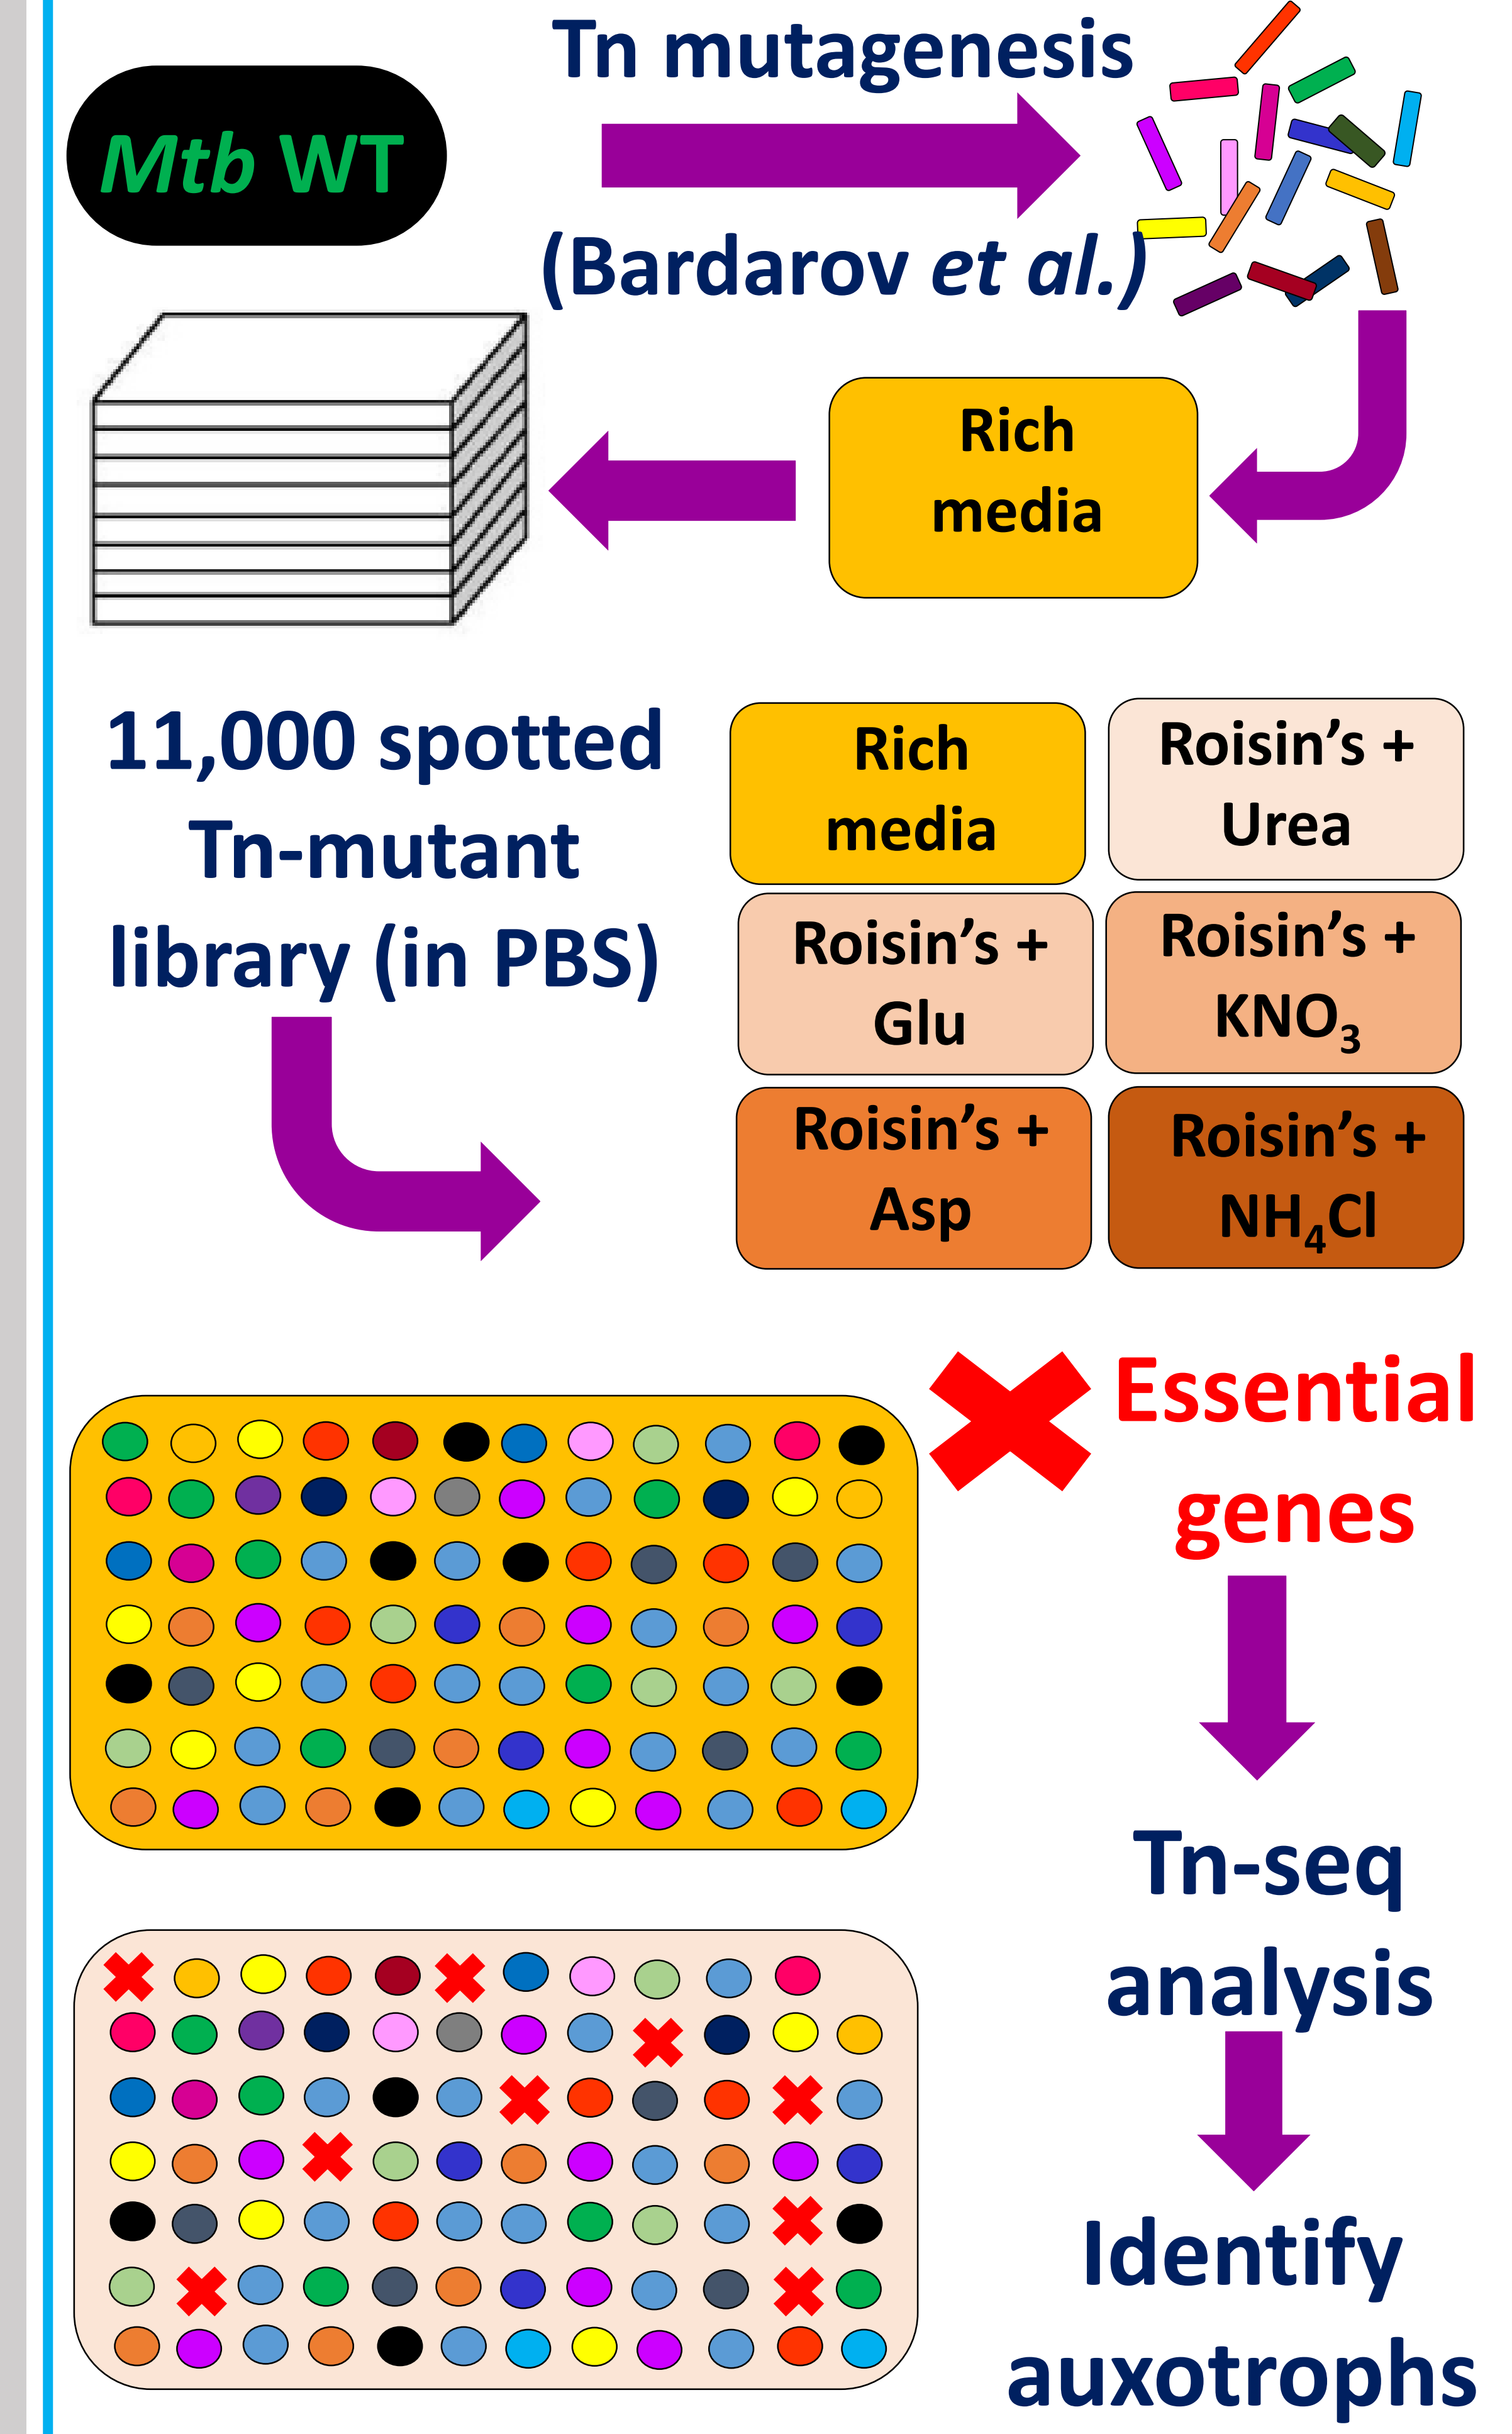 Tn mutagenesis
Mtb WT
(Bardarov et al.)
Rich
media
11,000 spotted
Tn-mutant
library (in PBS)
Rich
media
Roisin’s +
Urea
Roisin’s +
Glu
Roisin’s +
KNO₃
Roisin’s +
Asp
Roisin’s +
NH₄Cl
Essential
genes
Tn-seq
analysis
Identify
auxotrophs